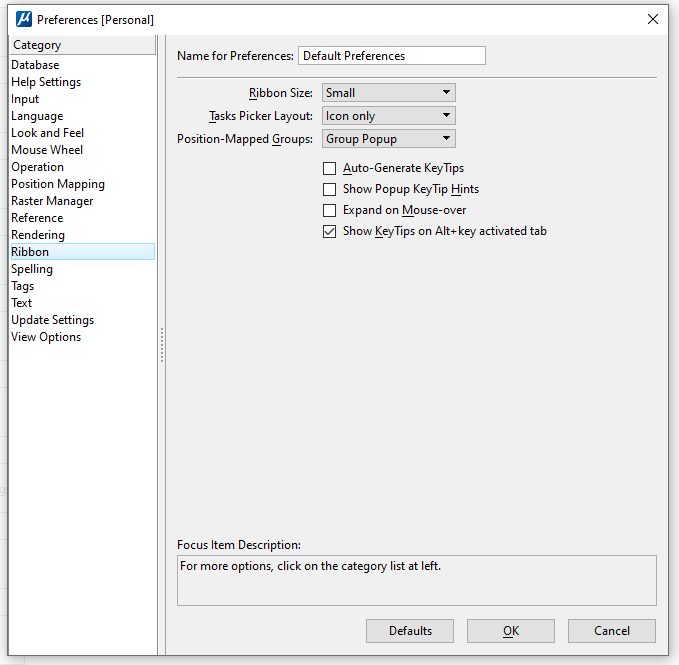 Preferences [Personal]
Category
Database
Help Settings
Input
Language
Look and Feel
Mouse Wheel
Operation
Position Mapping
Raster Manager
Reference
Rendering
Ribbon
Spelling
Tags
Text
Update Settings
View Options
Name for Preferences: Default Preferences
Ribbon Size: Small
Tasks Picker Layout: Icon only
Position-Mapped Groups: Group Popup
Auto-Generate KeyTips
Show Popup KeyTip Hints
Expand on Mouse-over
Show KeyTips on Alt+key activated tab
Focus Item Description:
For more options, click on the category list at left.
Defaults OK Cancel